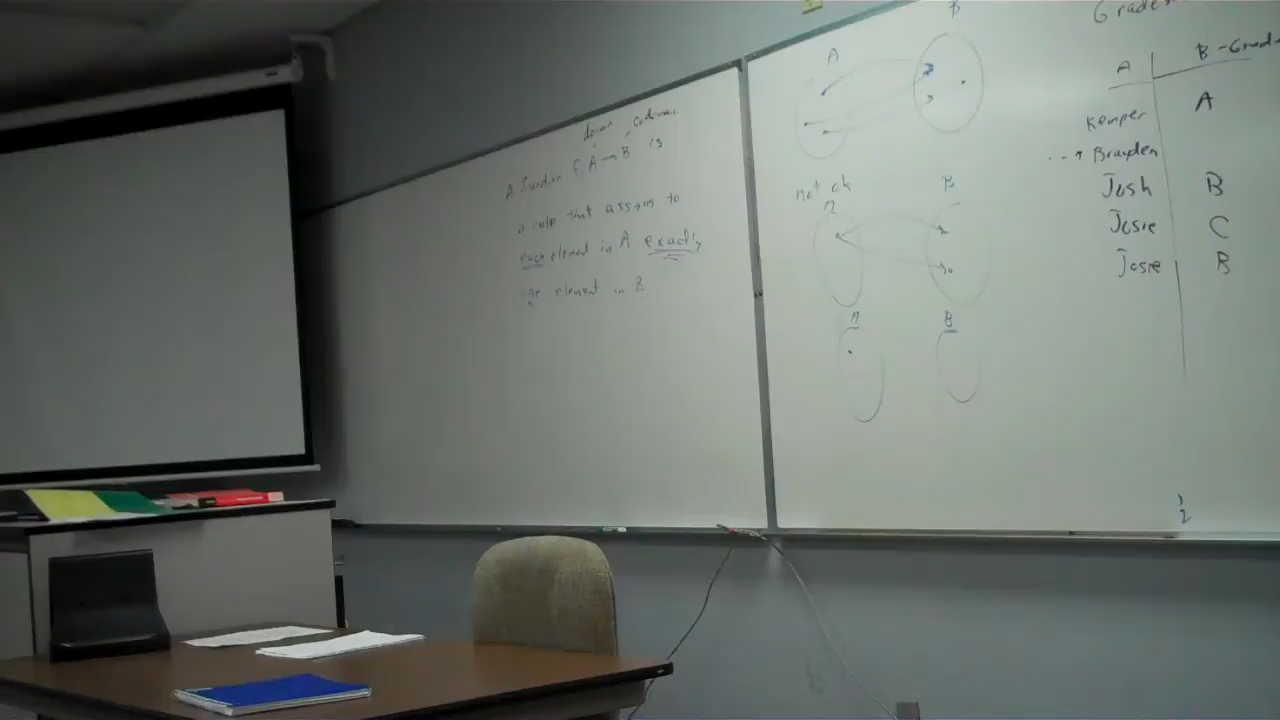 domain codomain
A function f: A → B is
a rule that assigns to
each element in A exactly
one element in B
A B
not ok
A B
A B
Grades
A B - Grade
Kemper A
Brayden
Josh B
Josie C
Josie B
2